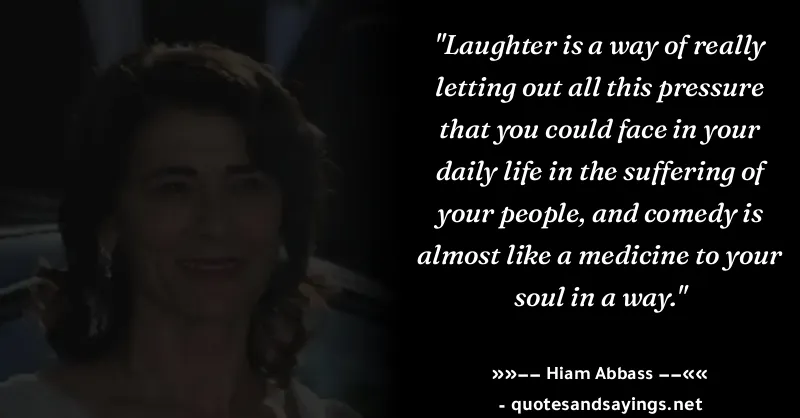 "Laughter is a way of really
letting out all this pressure
that you could face in your
daily life in the suffering of
your people, and comedy is
almost like a medicine to your
soul in a way."
»»−− Hiam Abbass −−««
- quotesandsayings.net